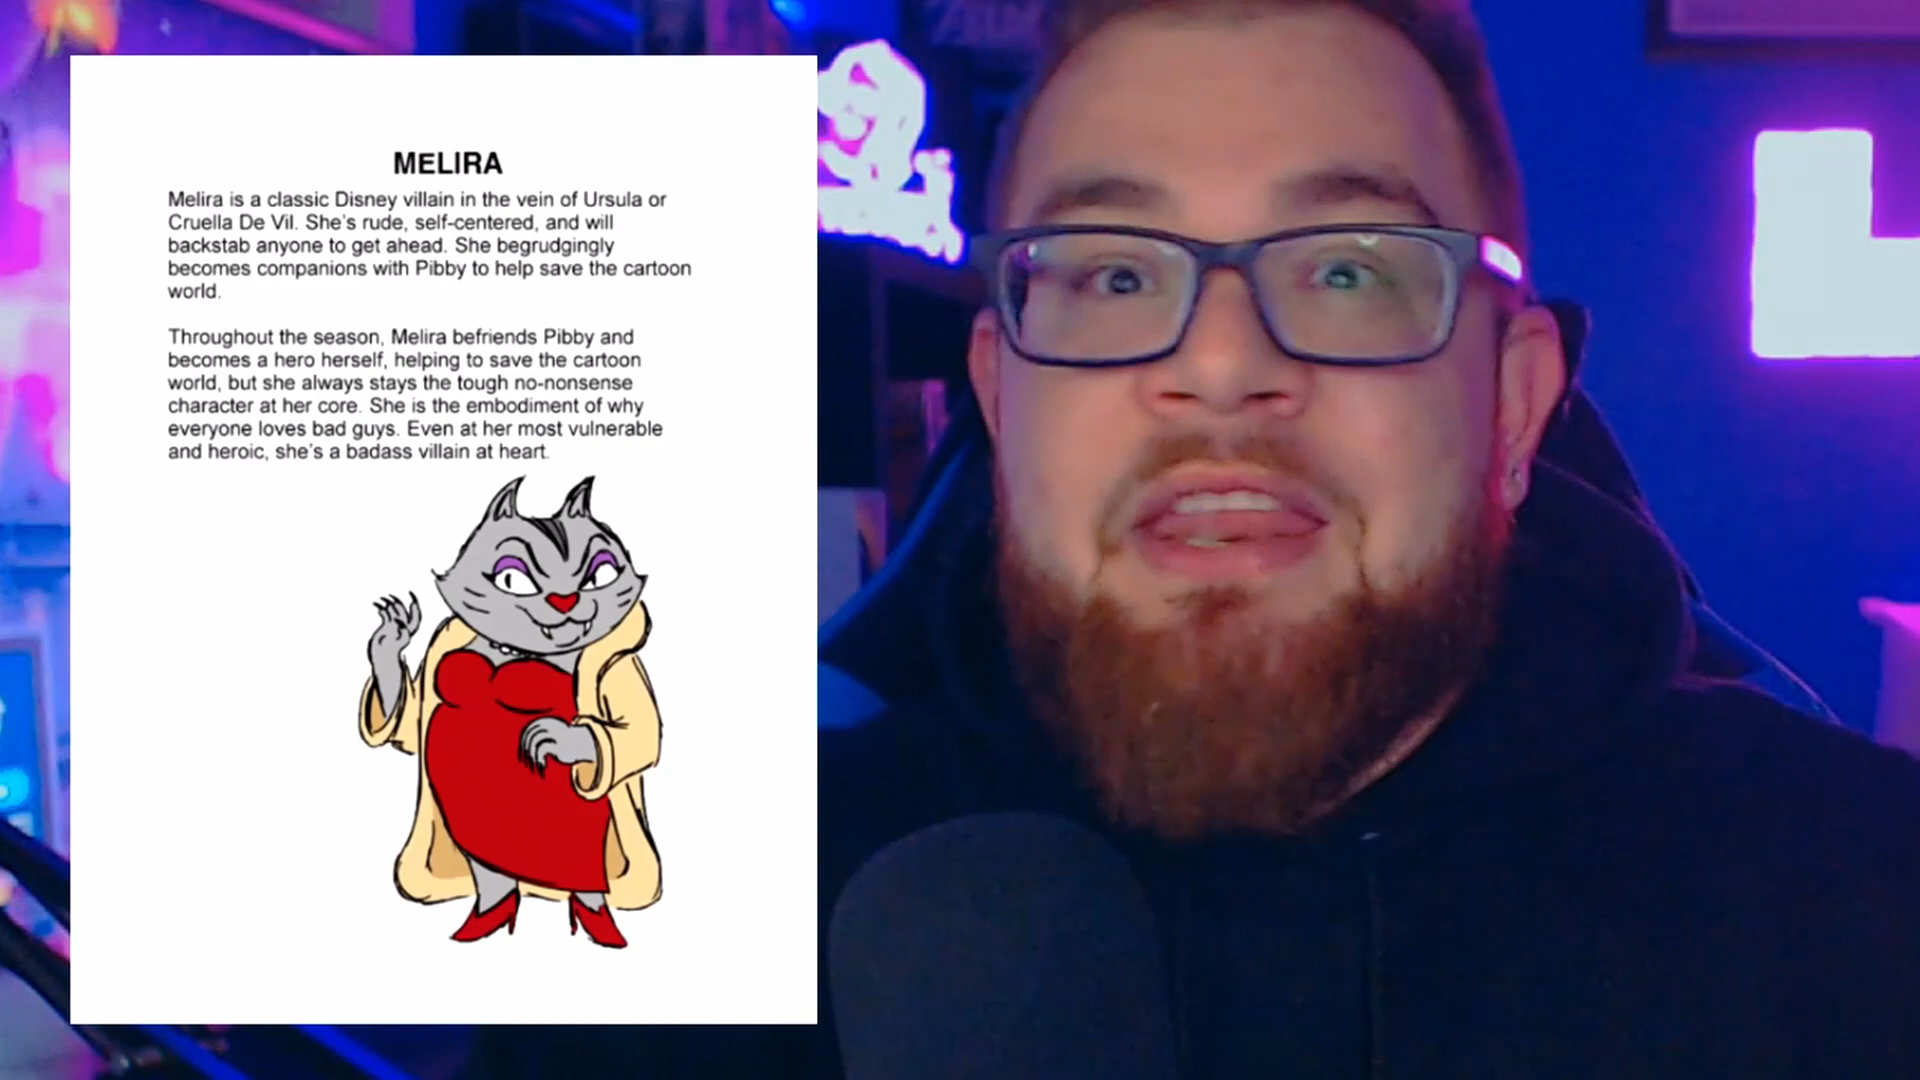 MELIRA
Melira is a classic Disney villain in the vein of Ursula or
Cruella De Vil. She's rude, self-centered, and will
backstab anyone to get ahead. She begrudgingly
becomes companions with Pibby to help save the cartoon
world.
Throughout the season, Melira befriends Pibby and
becomes a hero herself, helping to save the cartoon
world, but she always stays the tough no-nonsense
character at her core. She is the embodiment of why
everyone loves bad guys. Even at her most vulnerable
and heroic, she's a badass villain at heart.